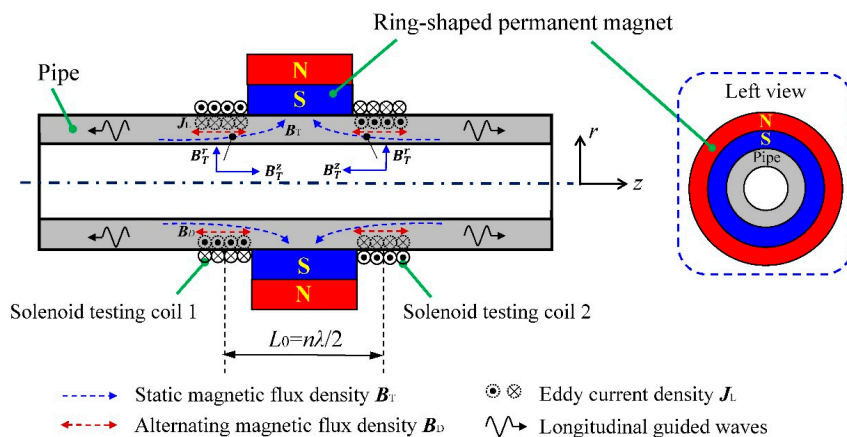 Ring-shaped permanent magnet
Pipe
N
S
Left view
N
S
Pipe
J_L
B_T
B_T^r
B_T^z
B_T^z
B_T^r
r
z
B_D
S
N
Solenoid testing coil 1
Solenoid testing coil 2
L₀=nλ/2
Static magnetic flux density B_T
Eddy current density J_L
Alternating magnetic flux density B_D
Longitudinal guided waves